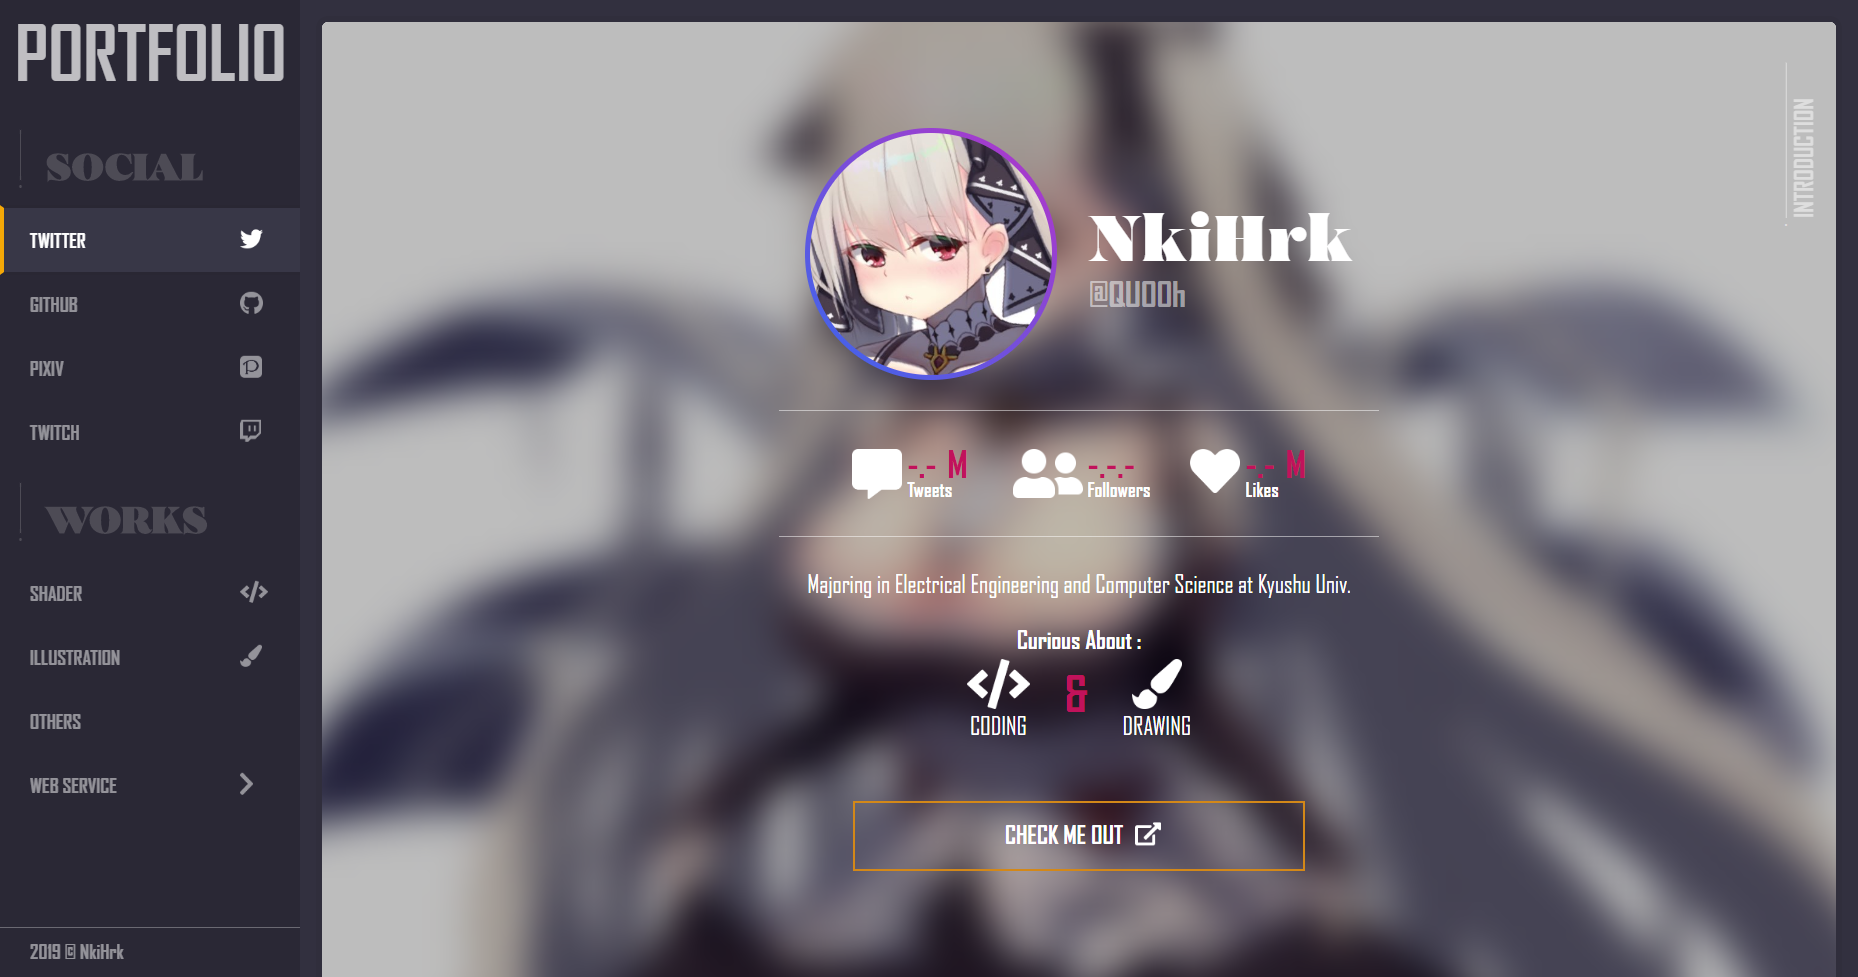 PORTFOLIO
SOCIAL
TWITTER
GITHUB
PIXIV
TWITCH
WORKS
SHADER
ILLUSTRATION
OTHERS
WEB SERVICE
2019 © NkiHrk
INTRODUCTION
NkiHrk
@QUOOh
-.- M
Tweets
-.-.-
Followers
-.- M
Likes
Majoring in Electrical Engineering and Computer Science at Kyushu Univ.
Curious About :
&
CODING
DRAWING
CHECK ME OUT